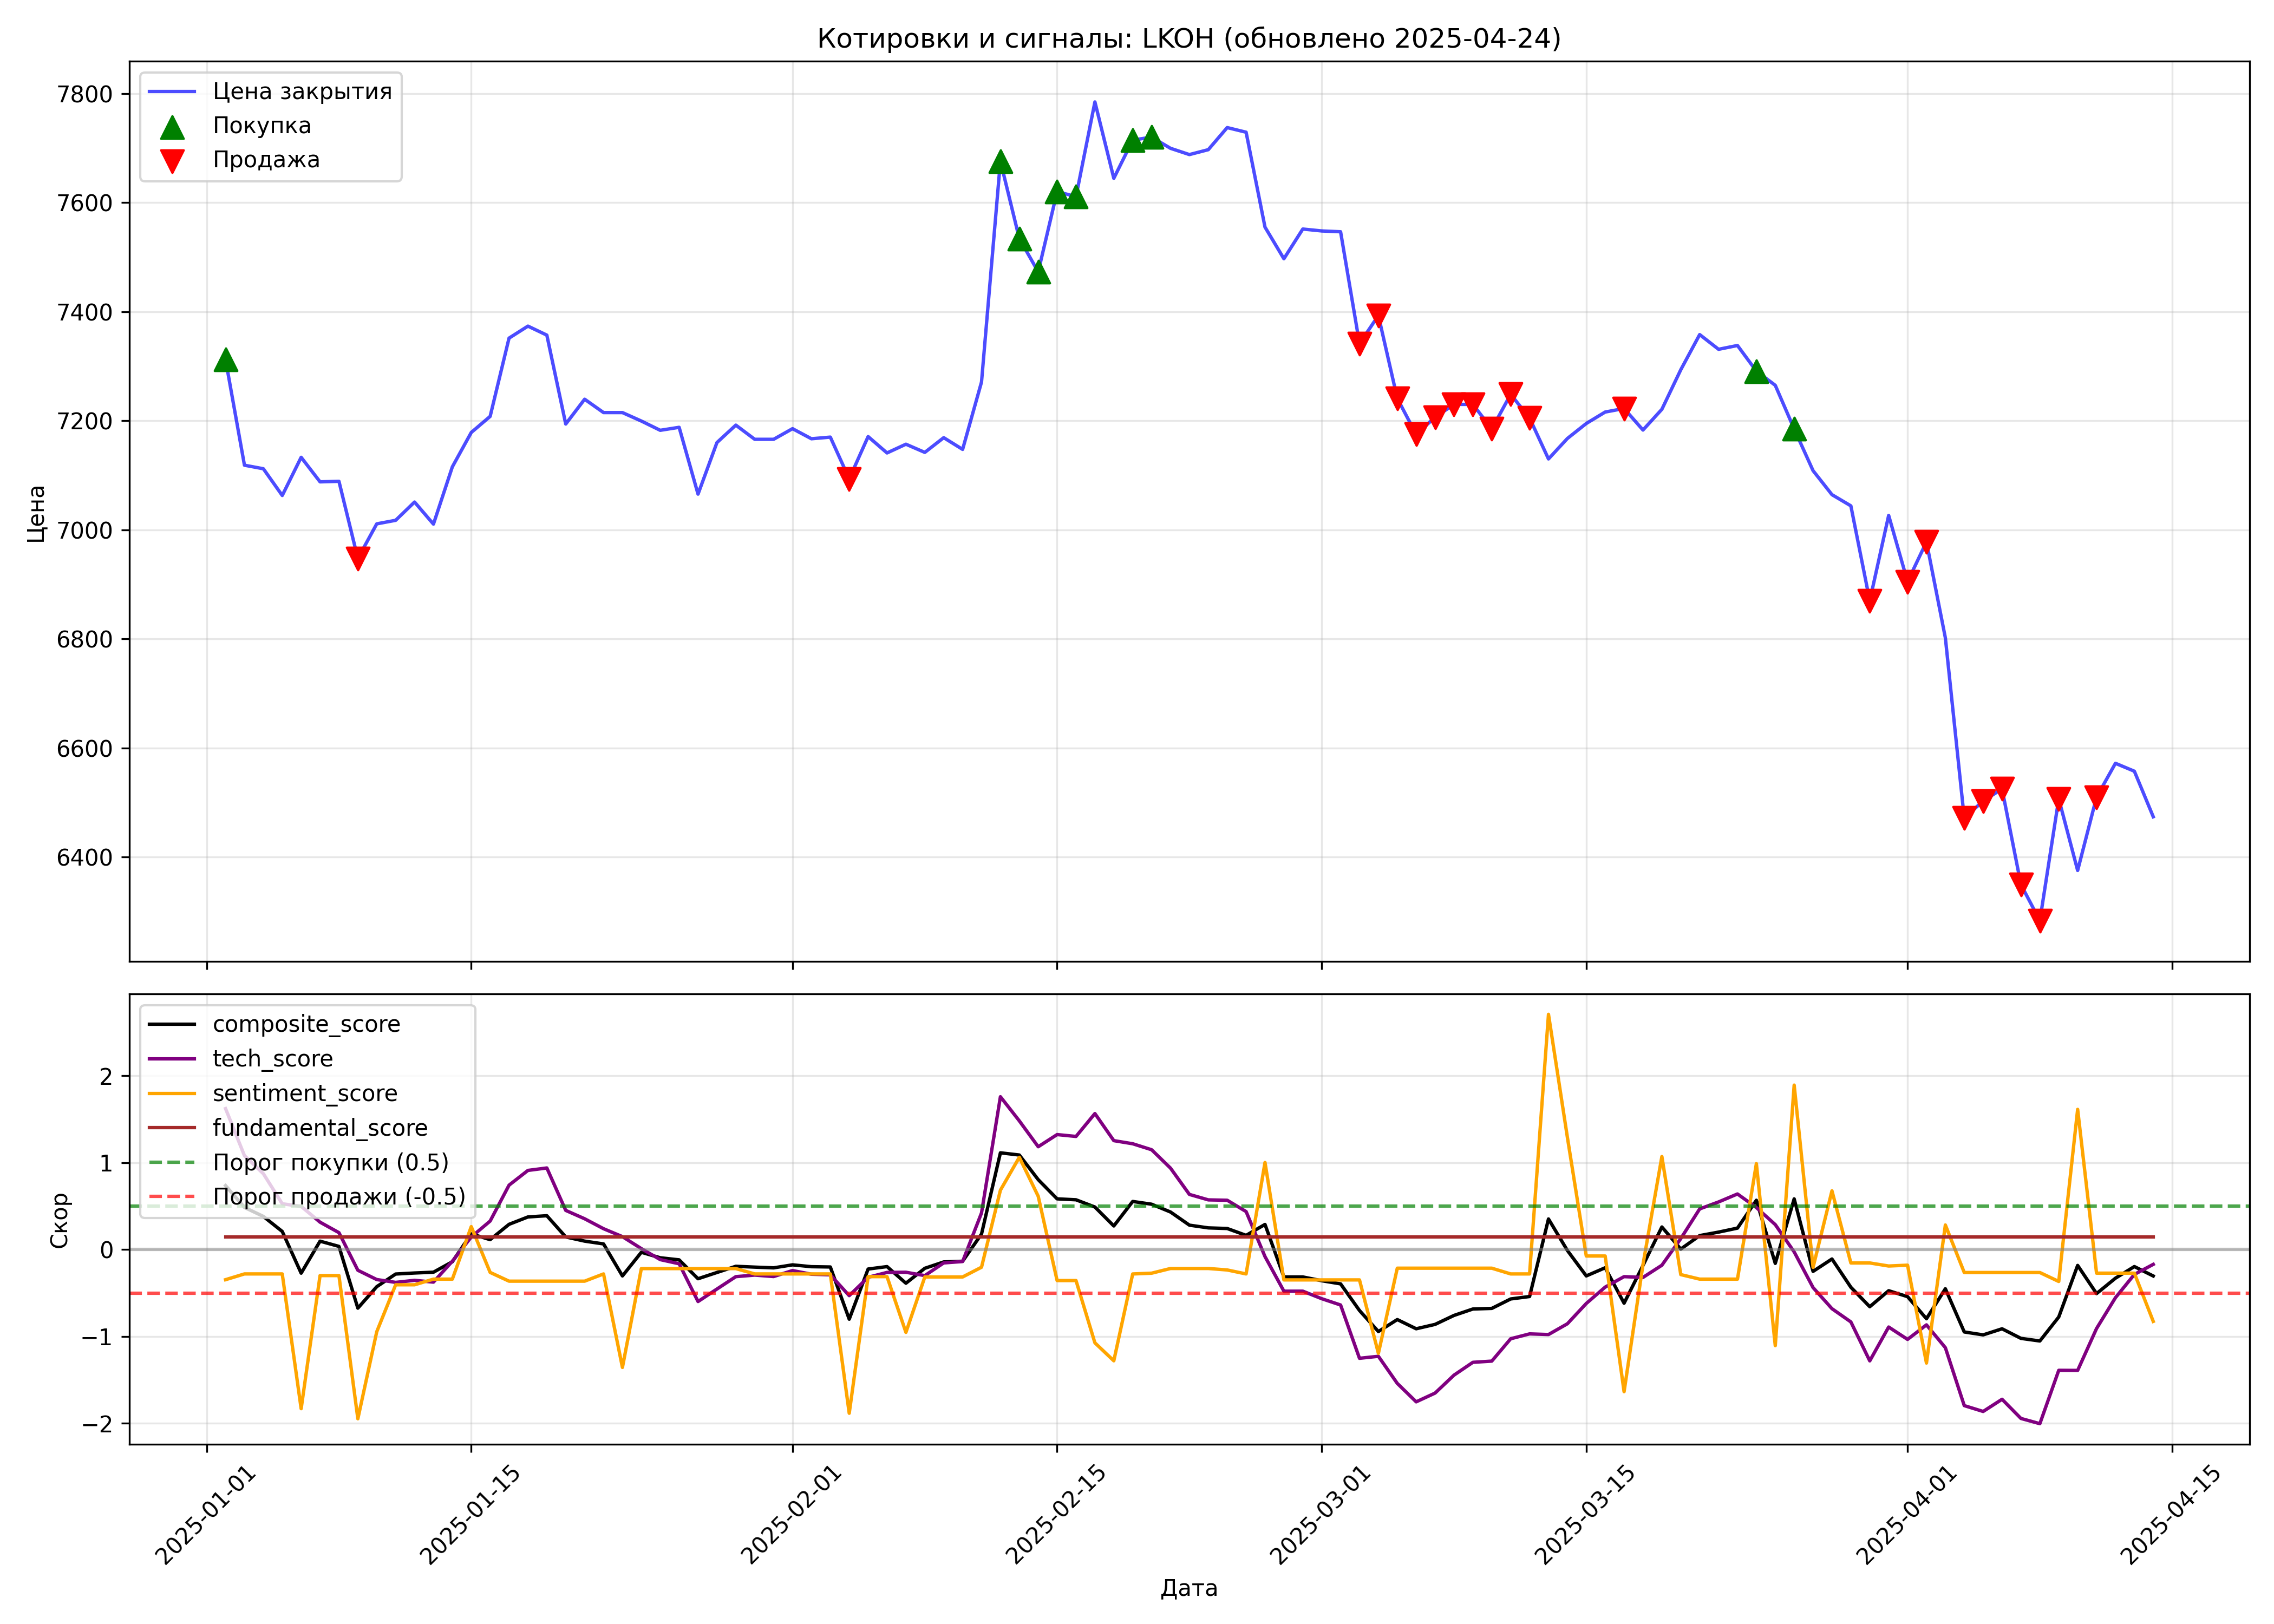 Котировки и сигналы: LKOH (обновлено 2025-04-24)
Цена закрытия
Покупка
Продажа
7800
7600
7400
7200
7000
6800
6600
6400
Цена
composite_score
tech_score
sentiment_score
fundamental_score
Порог покупки (0.5)
Порог продажи (-0.5)
2
1
0
−1
−2
Скор
2025-01-01
2025-01-15
2025-02-01
2025-02-15
2025-03-01
2025-03-15
2025-04-01
2025-04-15
Дата